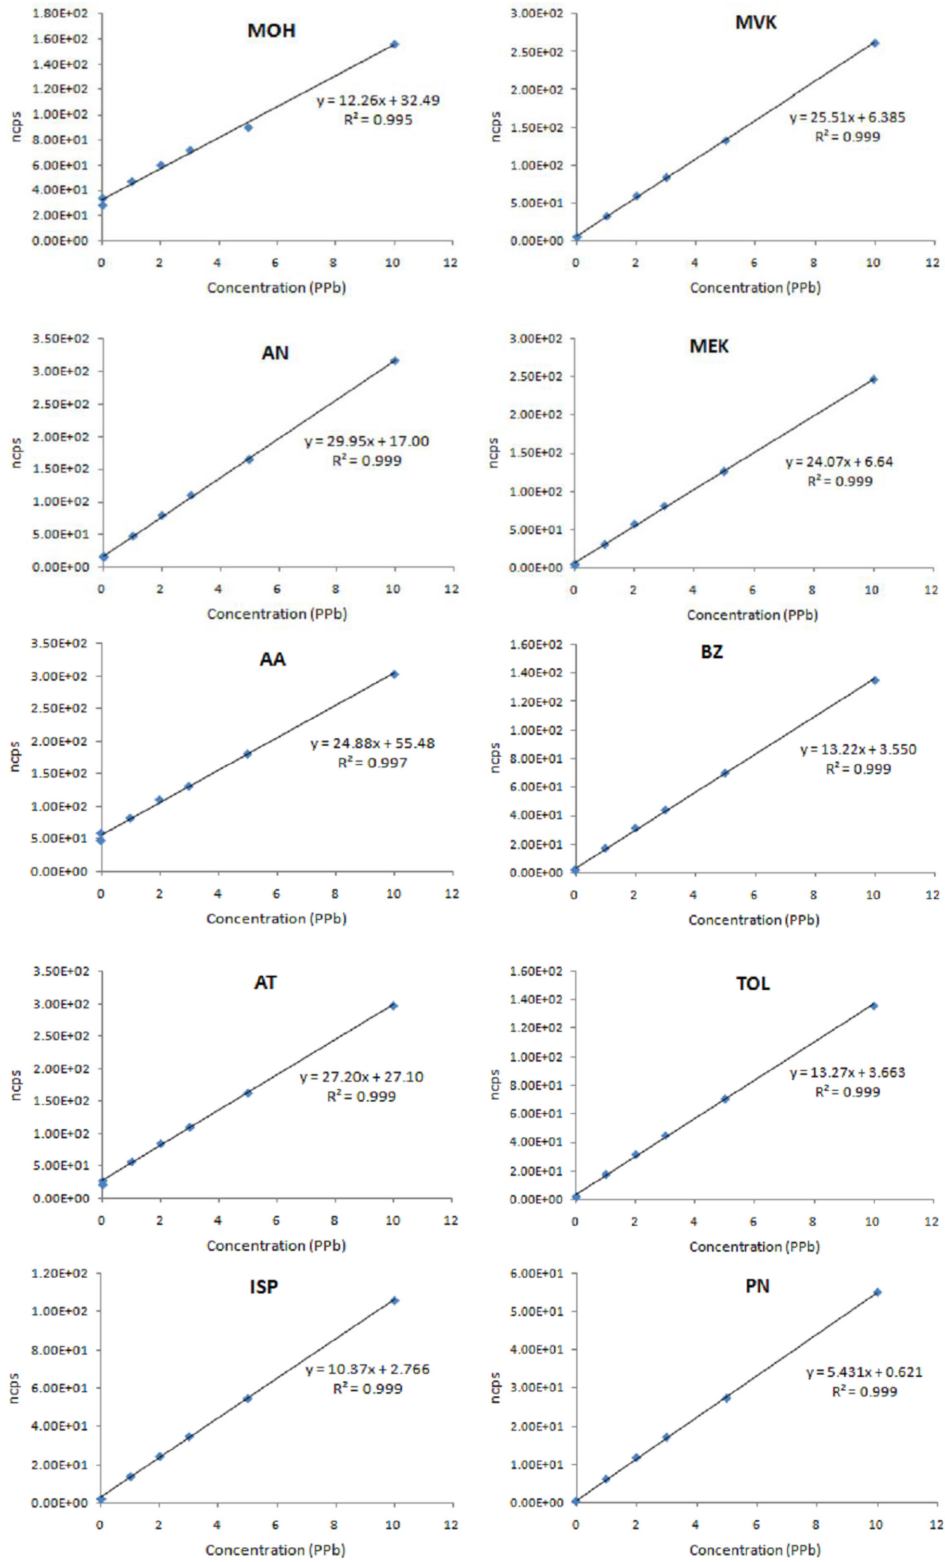 MOH
1.80E+02
1.60E+02
1.40E+02
1.20E+02
1.00E+02
8.00E+01
6.00E+01
4.00E+01
2.00E+01
0.00E+00
ncps
y = 12.26x + 32.49
R² = 0.995
0 2 4 6 8 10 12
Concentration (PPb)
MVK
3.00E+02
2.50E+02
2.00E+02
1.50E+02
1.00E+02
5.00E+01
0.00E+00
ncps
y = 25.51x + 6.385
R² = 0.999
0 2 4 6 8 10 12
Concentration (PPb)
AN
3.50E+02
3.00E+02
2.50E+02
2.00E+02
1.50E+02
1.00E+02
5.00E+01
0.00E+00
ncps
y = 29.95x + 17.00
R² = 0.999
0 2 4 6 8 10 12
Concentration (PPb)
MEK
3.00E+02
2.50E+02
2.00E+02
1.50E+02
1.00E+02
5.00E+01
0.00E+00
ncps
y = 24.07x + 6.64
R² = 0.999
0 2 4 6 8 10 12
Concentration (PPb)
AA
3.50E+02
3.00E+02
2.50E+02
2.00E+02
1.50E+02
1.00E+02
5.00E+01
0.00E+00
ncps
y = 24.88x + 55.48
R² = 0.997
0 2 4 6 8 10 12
Concentration (PPb)
BZ
1.60E+02
1.40E+02
1.20E+02
1.00E+02
8.00E+01
6.00E+01
4.00E+01
2.00E+01
0.00E+00
ncps
y = 13.22x + 3.550
R² = 0.999
0 2 4 6 8 10 12
Concentration (PPb)
AT
3.50E+02
3.00E+02
2.50E+02
2.00E+02
1.50E+02
1.00E+02
5.00E+01
0.00E+00
ncps
y = 27.20x + 27.10
R² = 0.999
0 2 4 6 8 10 12
Concentration (PPb)
TOL
1.60E+02
1.40E+02
1.20E+02
1.00E+02
8.00E+01
6.00E+01
4.00E+01
2.00E+01
0.00E+00
ncps
y = 13.27x + 3.663
R² = 0.999
0 2 4 6 8 10 12
Concentration (PPb)
ISP
1.20E+02
1.00E+02
8.00E+01
6.00E+01
4.00E+01
2.00E+01
0.00E+00
ncps
y = 10.37x + 2.766
R² = 0.999
0 2 4 6 8 10 12
Concentration (PPb)
PN
6.00E+01
5.00E+01
4.00E+01
3.00E+01
2.00E+01
1.00E+01
0.00E+00
ncps
y = 5.431x + 0.621
R² = 0.999
0 2 4 6 8 10 12
Concentration (PPb)